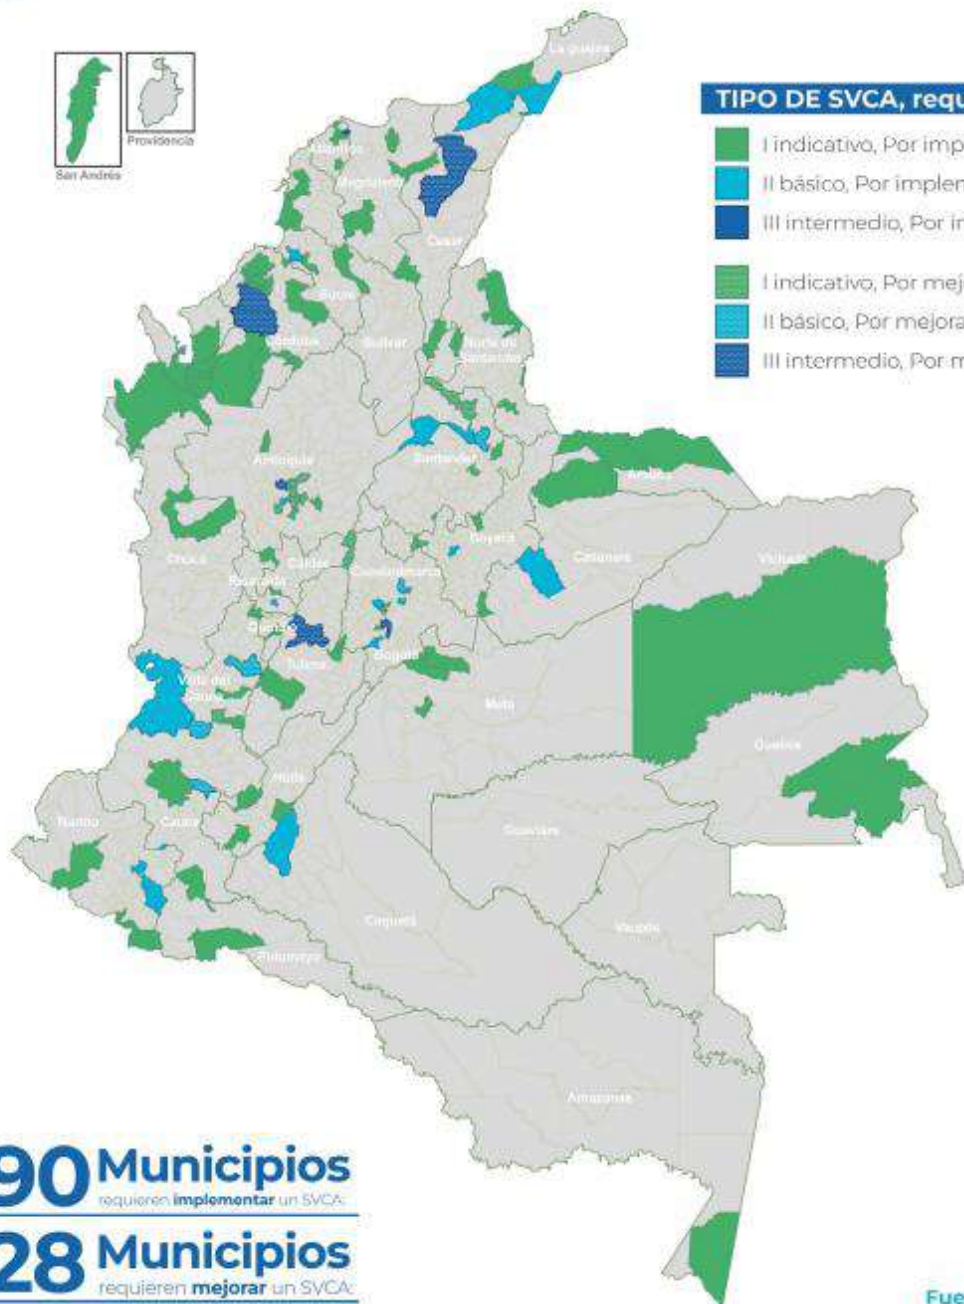 San Andrés
Providencia
TIPO DE SVCA, requ
I indicativo, Por imp
II básico, Por implem
III intermedio, Por i
I indicativo, Por mej
II básico, Por mejora
III intermedio, Por m
La guajira
Atlántico
Magdalena
Cesar
Sucre
Córdoba
Bolívar
Norte de
Santander
Antioquia
Santander
Arauca
Chocó
Caldas
Boyacá
Casanare
Vichada
Risaralda
Cundinamarca
Quindío
Bogotá
Tolima
Valle del
Cauca
Meta
Guainía
Huila
Nariño
Cauca
Guaviare
Caquetá
Vaupés
Putumayo
Amazonas
90 Municipios
requieren implementar un SVCA:
28 Municipios
requieren mejorar un SVCA:
Fue